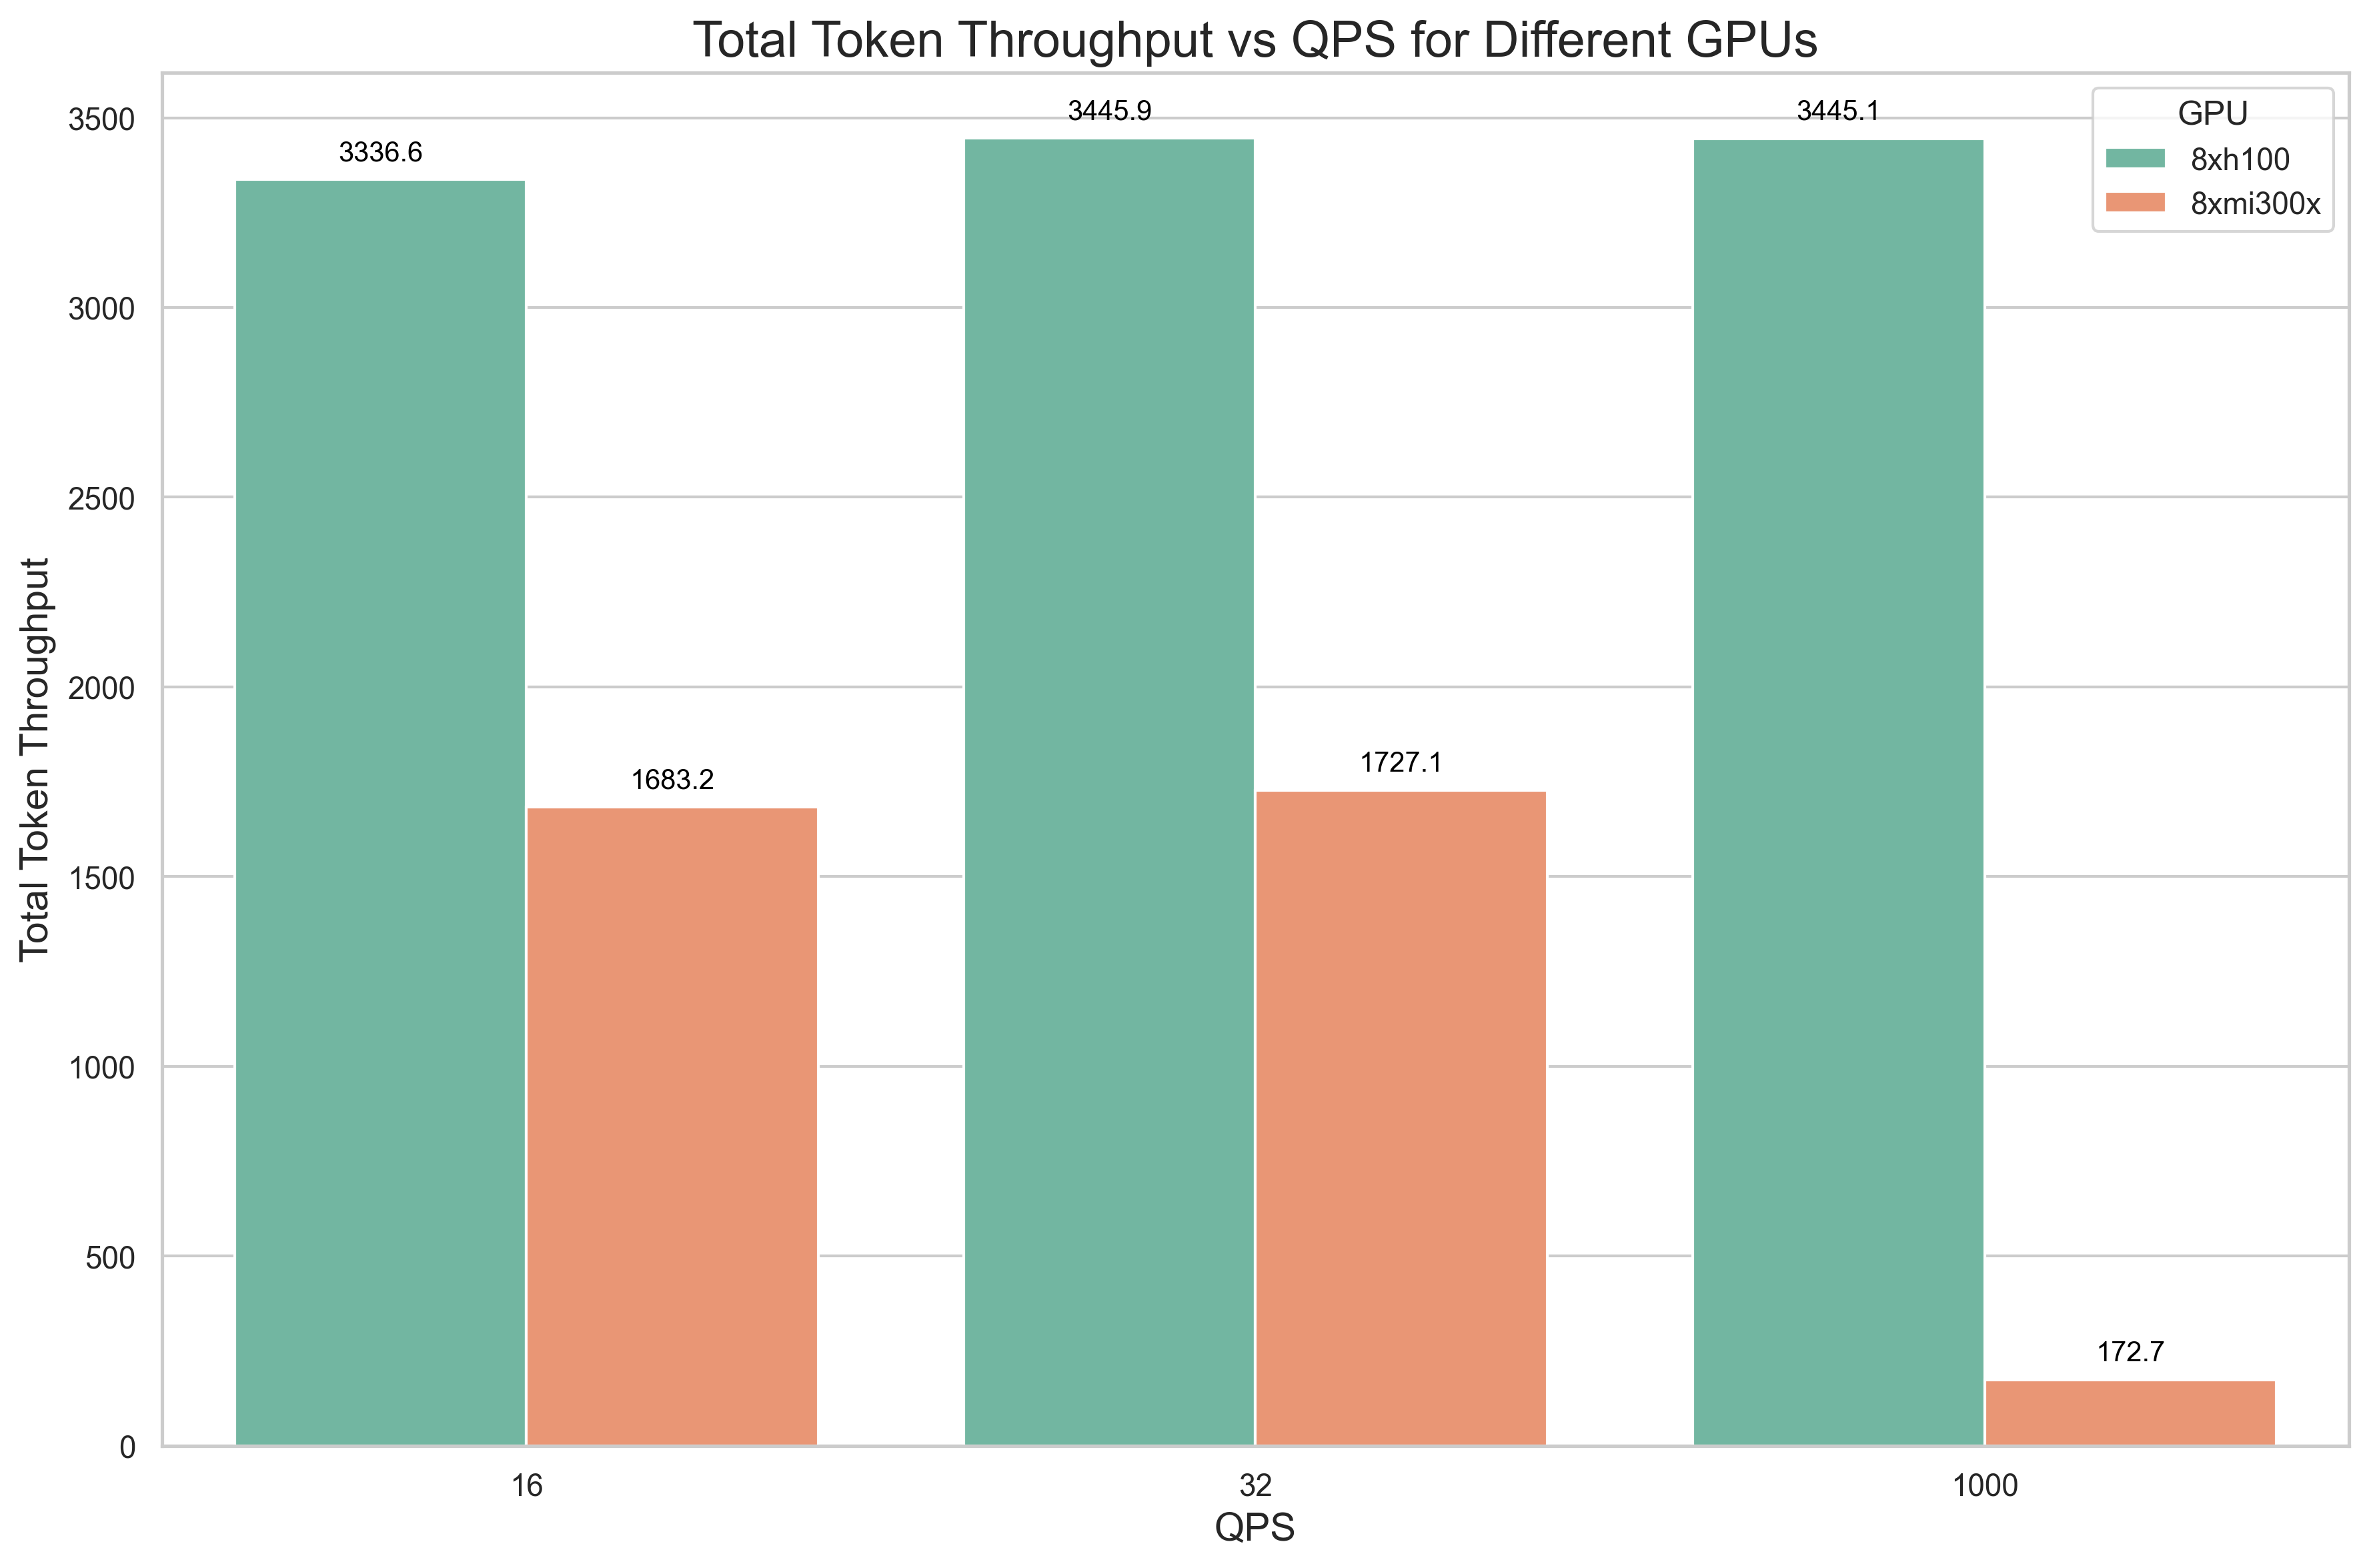 Total Token Throughput vs QPS for Different GPUs
Total Token Throughput
3500
3000
2500
2000
1500
1000
500
0
3336.6
1683.2
3445.9
1727.1
3445.1
172.7
GPU
8xh100
8xmi300x
16
32
1000
QPS